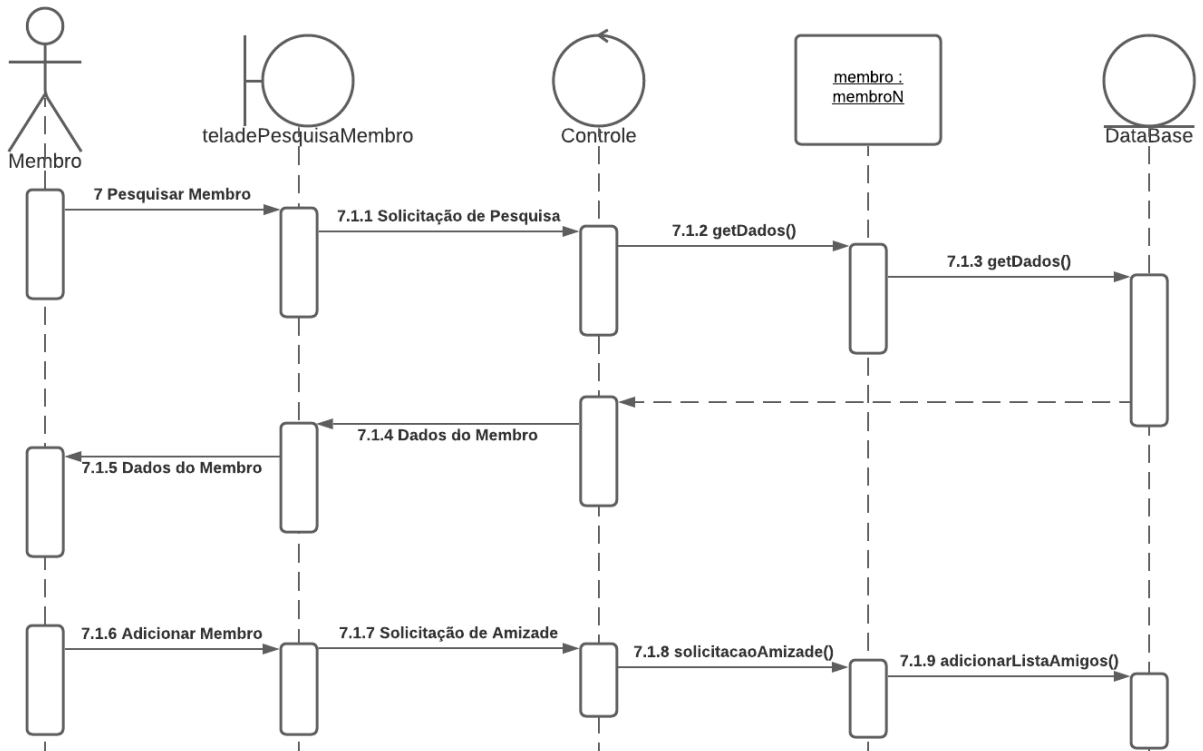 membro :
membroN
teladePesquisaMembro
Controle
DataBase
Membro
7 Pesquisar Membro
7.1.1 Solicitação de Pesquisa
7.1.2 getDados()
7.1.3 getDados()
7.1.4 Dados do Membro
7.1.5 Dados do Membro
7.1.6 Adicionar Membro
7.1.7 Solicitação de Amizade
7.1.8 solicitacaoAmizade()
7.1.9 adicionarListaAmigos()